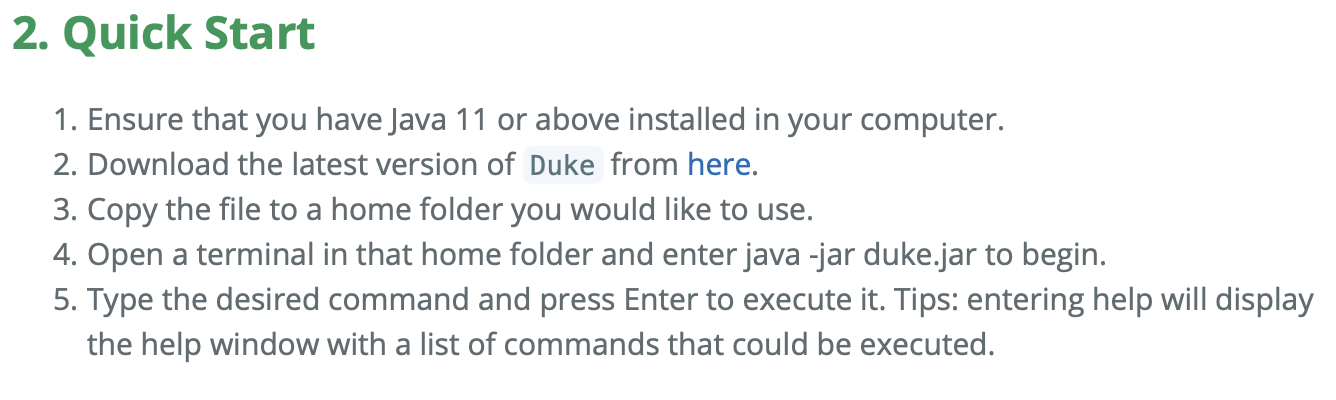 2. Quick Start
1. Ensure that you have Java 11 or above installed in your computer.
2. Download the latest version of Duke from here.
3. Copy the file to a home folder you would like to use.
4. Open a terminal in that home folder and enter java -jar duke.jar to begin.
5. Type the desired command and press Enter to execute it. Tips: entering help will display
the help window with a list of commands that could be executed.